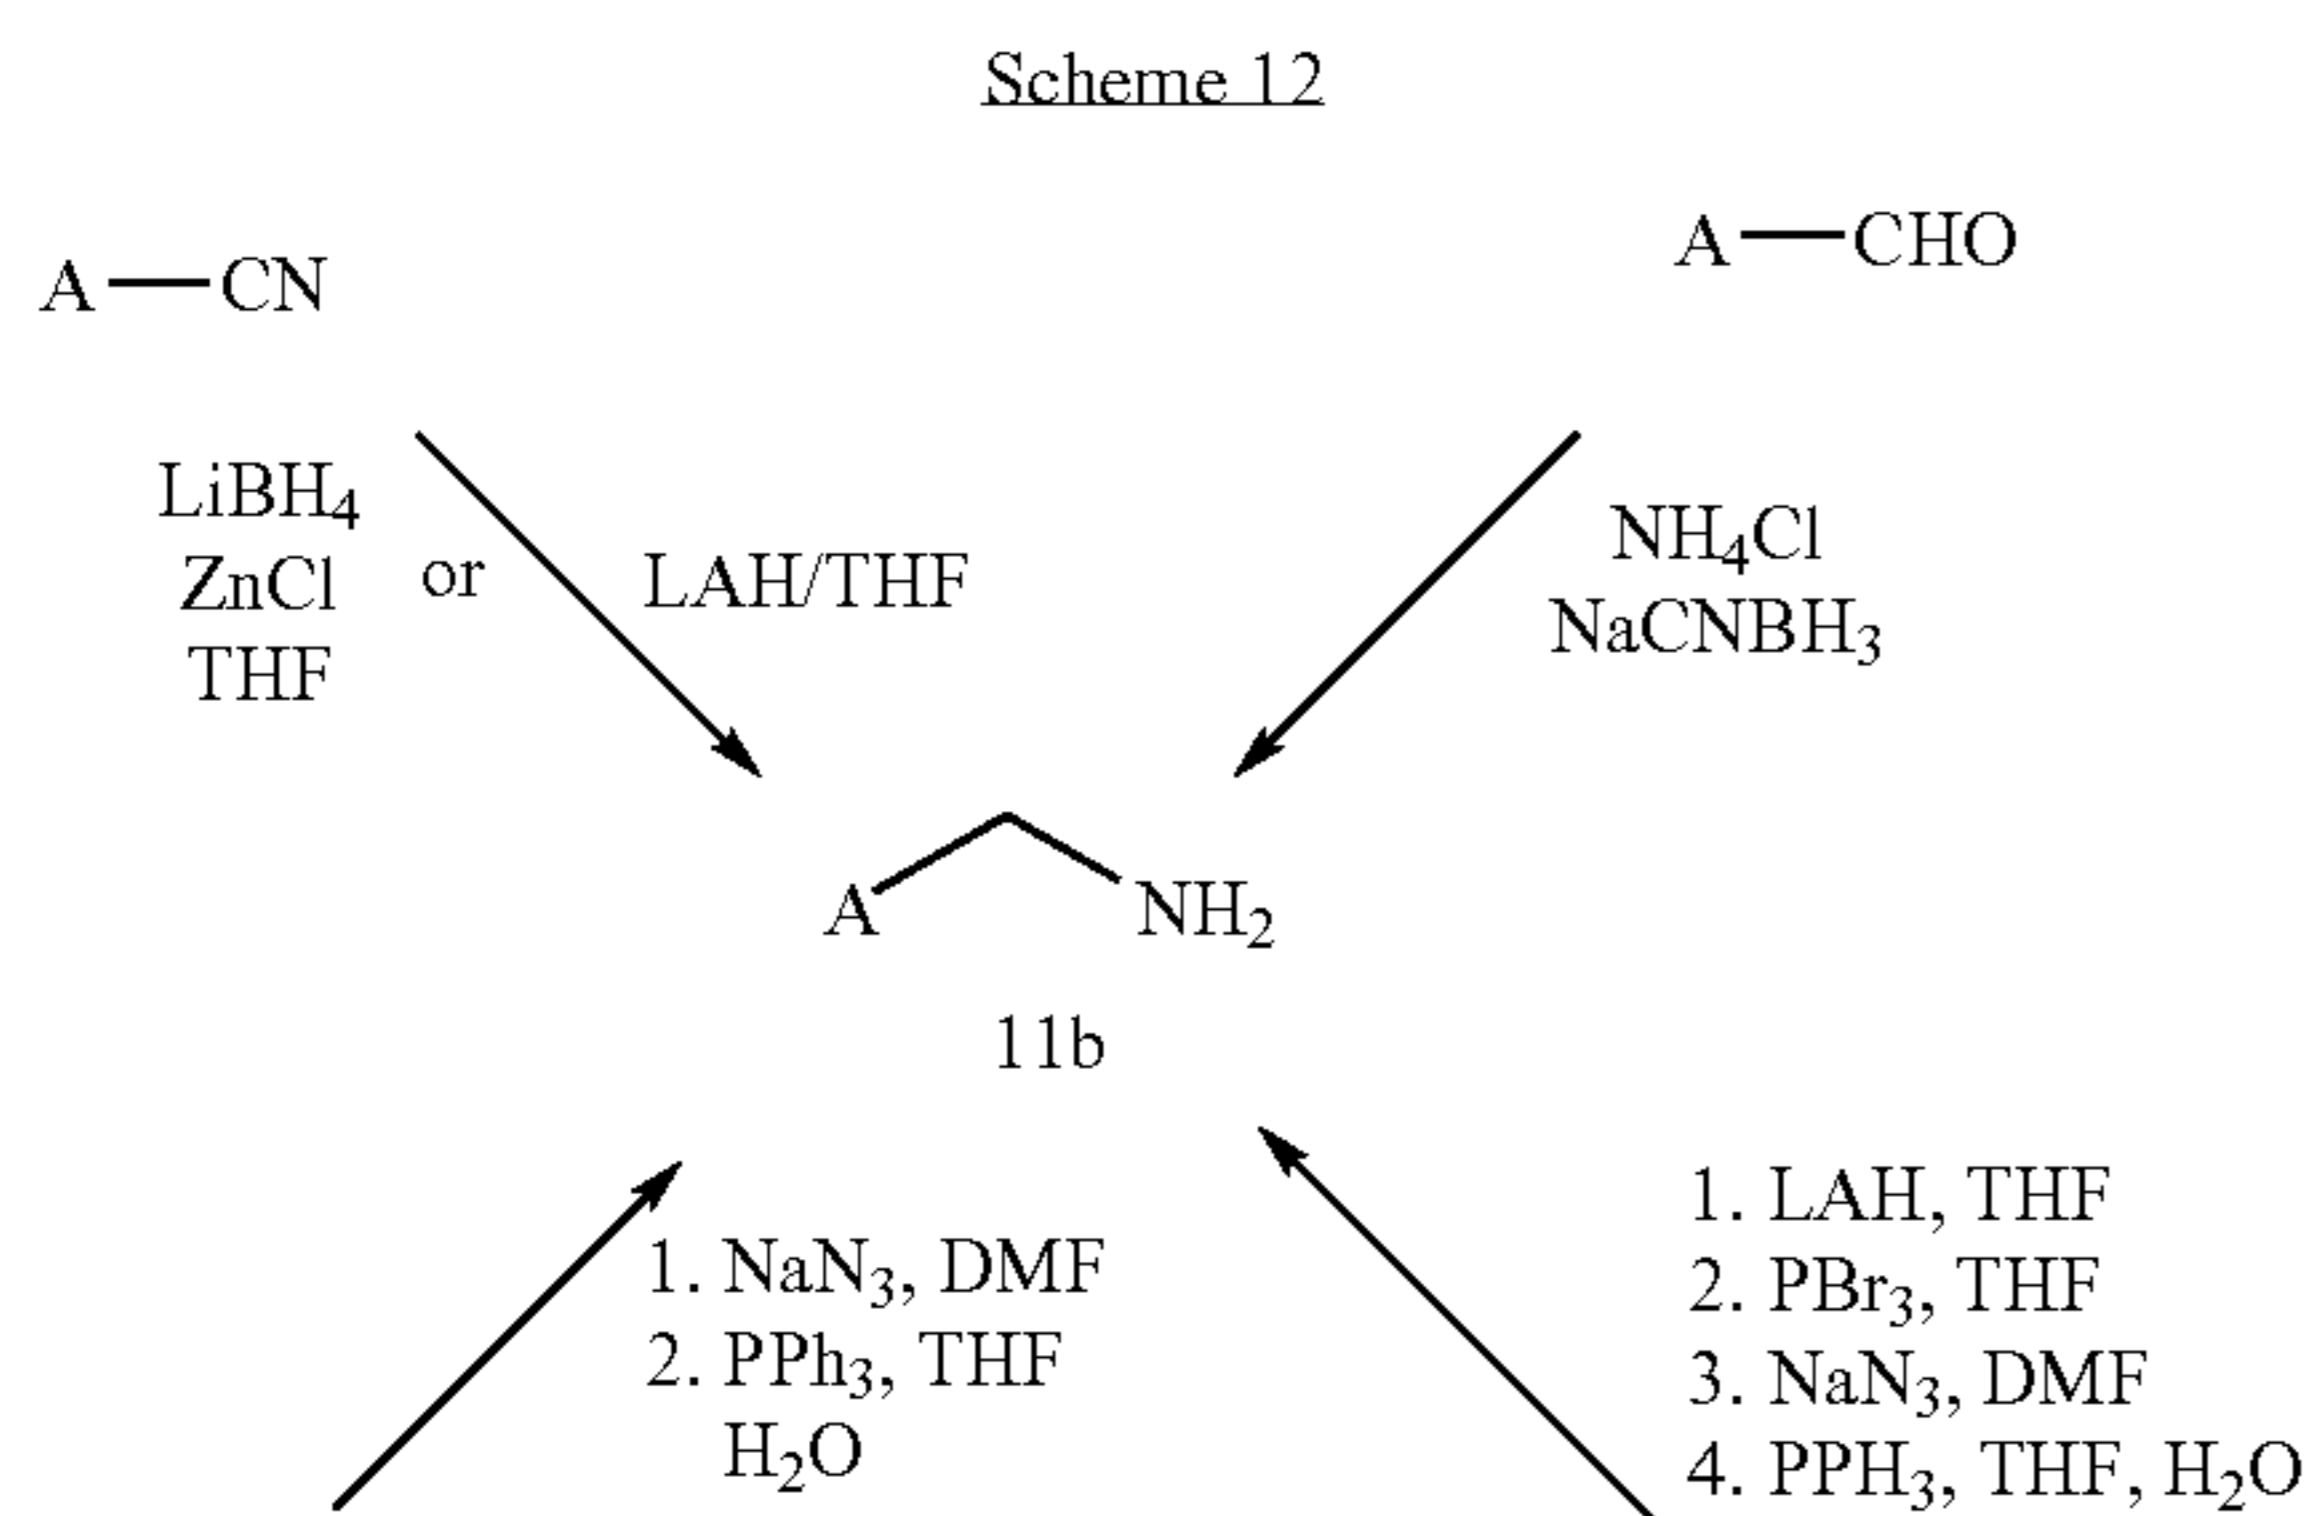 Scheme 12
A—CN
A—CHO
LiBH4
ZnCl
THF
or
LAH/THF
NH4Cl
NaCNBH3
A NH2
11b
1. NaN3, DMF
2. PPh3, THF
H2O
1. LAH, THF
2. PBr3, THF
3. NaN3, DMF
4. PPH3, THF, H2O